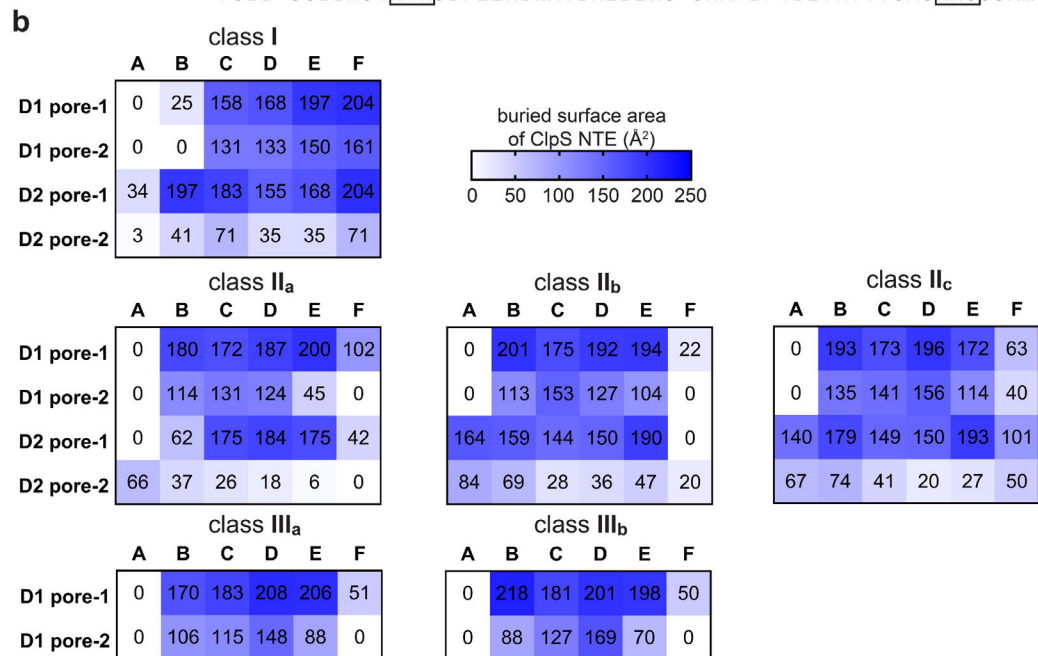 b
class I
A B C D E F
D1 pore-1 0 25 158 168 197 204
D1 pore-2 0 0 131 133 150 161
D2 pore-1 34 197 183 155 168 204
D2 pore-2 3 41 71 35 35 71
buried surface area
of ClpS NTE (Å²)
0 50 100 150 200 250
class IIa class IIb class IIc
A B C D E F A B C D E F A B C D E F
D1 pore-1 0 180 172 187 200 102 0 201 175 192 194 22 0 193 173 196 172 63
D1 pore-2 0 114 131 124 45 0 0 113 153 127 104 0 0 135 141 156 114 40
D2 pore-1 0 62 175 184 175 42 164 159 144 150 190 0 140 179 149 150 193 101
D2 pore-2 66 37 26 18 6 0 84 69 28 36 47 20 67 74 41 20 27 50
class IIIa class IIIb
A B C D E F A B C D E F
D1 pore-1 0 170 183 208 206 51 0 218 181 201 198 50
D1 pore-2 0 106 115 148 88 0 0 88 127 169 70 0